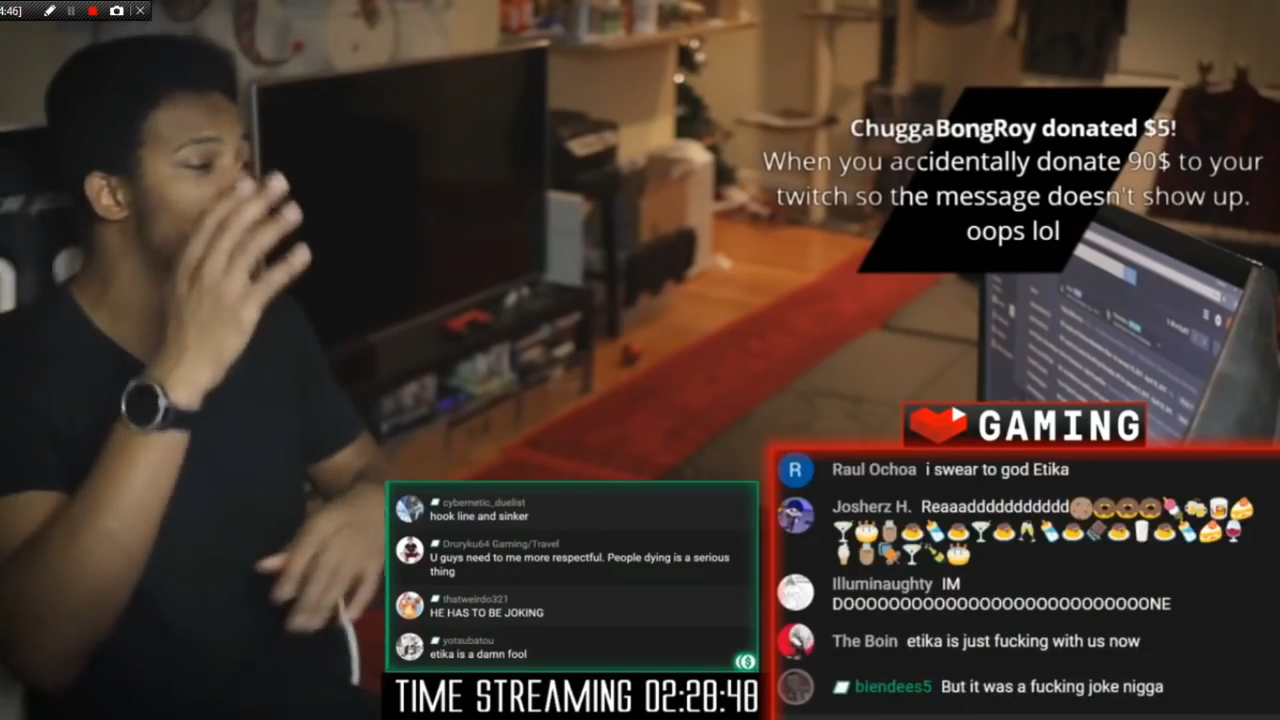 4:46]
ChuggaBongRoy donated $5!
When you accidentally donate 90$ to your
twitch so the message doesn't show up.
oops lol
GAMING
cybernetic_duelist
hook line and sinker
Oruryku64 Gaming/Travel
U guys need to me more respectful. People dying is a serious
thing
thatweirdo321
HE HAS TO BE JOKING
yotsubatou
etika is a damn fool
TIME STREAMING 02:28:48
R
Raul Ochoa i swear to god Etika
Josherz H. Reaaaddddddddddd
Illuminaughty IM
DOOOOOOOOOOOOOOOOOOOOOOOOOOONE
The Boin etika is just fucking with us now
biendees5 But it was a fucking joke nigga